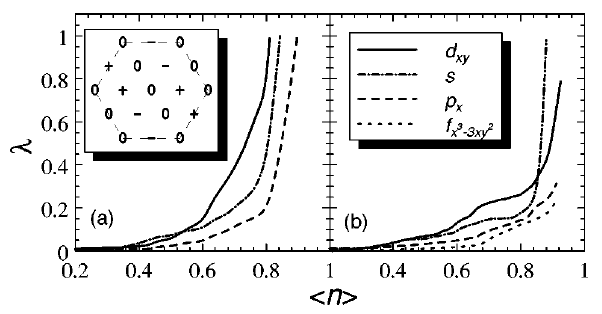 1
0.8
0.6
0.4
0.2
0
λ
0 – 0
+ 0 – 0
0 + 0 + 0
0 – 0 +
0 – 0
(a)
d_xy
s
p_x
f_x³-3xy²
(b)
0.2 0.4 0.6 0.8 1 0.4 0.6 0.8 1
<n>